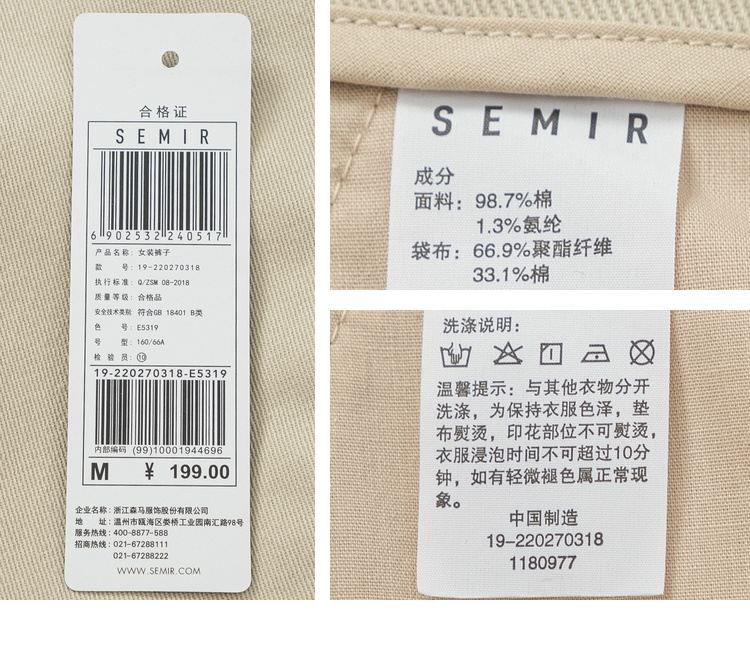 合格证
SEMIR
6 902532 240517
产品名称: 女装裤子
款 号: 19-220270318
执行标准: Q/ZSM 08-2018
质量等级: 合格品
安全技术类别 符合GB 18401 B类
色 号: E5319
号 型: 160/66A
检 验 员: ⑩
19-220270318-E5319
内部编码 (99)10001944696
M ¥ 199.00
企业名称: 浙江森马服饰股份有限公司
地 址: 温州市瓯海区娄桥工业园南汇路98号
服务热线: 400-8877-588
招商热线: 021-67288111
021-67288222
WWW.SEMIR.COM
SEMIR
成分
面料: 98.7%棉
1.3%氨纶
袋布: 66.9%聚酯纤维
33.1%棉
洗涤说明:
温馨提示: 与其他衣物分开
洗涤，为保持衣服色泽，垫
布熨烫，印花部位不可熨烫，
衣服浸泡时间不可超过10分
钟，如有轻微褪色属正常现
象。
中国制造
19-220270318
1180977